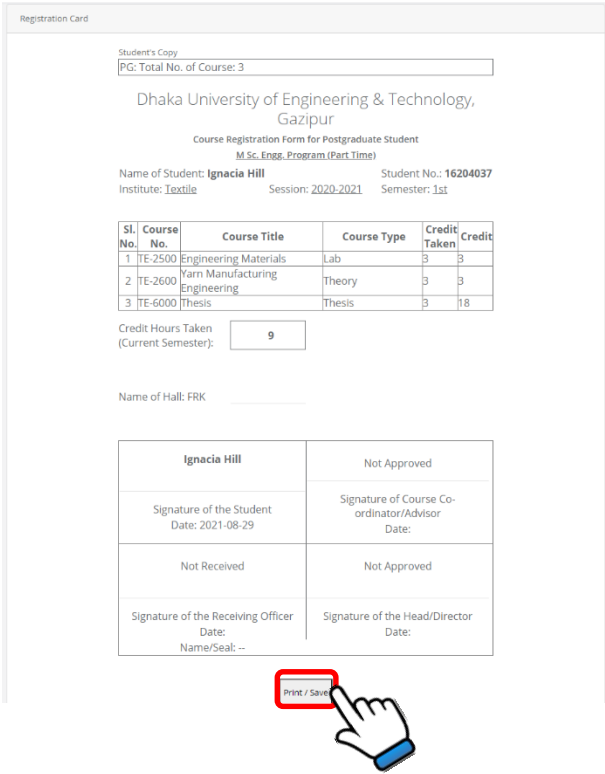 Registration Card
Student's Copy
PG: Total No. of Course: 3
Dhaka University of Engineering & Technology,
Gazipur
Course Registration Form for Postgraduate Student
M Sc. Engg. Program (Part Time)
Name of Student: Ignacia Hill Student No.: 16204037
Institute: Textile Session: 2020-2021 Semester: 1st
Sl. No. Course No. Course Title Course Type Credit Taken Credit
1 TE-2500 Engineering Materials Lab 3 3
2 TE-2600 Yarn Manufacturing Engineering Theory 3 3
3 TE-6000 Thesis Thesis 3 18
Credit Hours Taken
(Current Semester): 9
Name of Hall: FRK
Ignacia Hill
Signature of the Student
Date: 2021-08-29
Not Approved
Signature of Course Co-
ordinator/Advisor
Date:
Not Received
Signature of the Receiving Officer
Date:
Name/Seal: --
Not Approved
Signature of the Head/Director
Date:
Print / Save